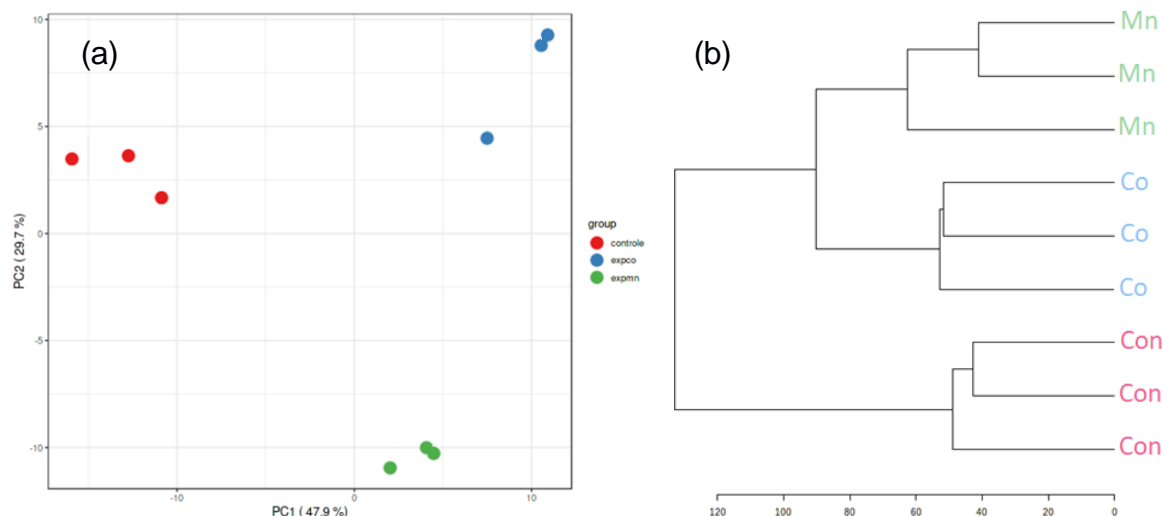 (a)
10
5
0
-5
-10
PC2 ( 29.7 %)
-10
0
10
PC1 ( 47.9 %)
group
controle
expco
expmn
(b)
Mn
Mn
Mn
Co
Co
Co
Con
Con
Con
120 100 80 60 40 20 0